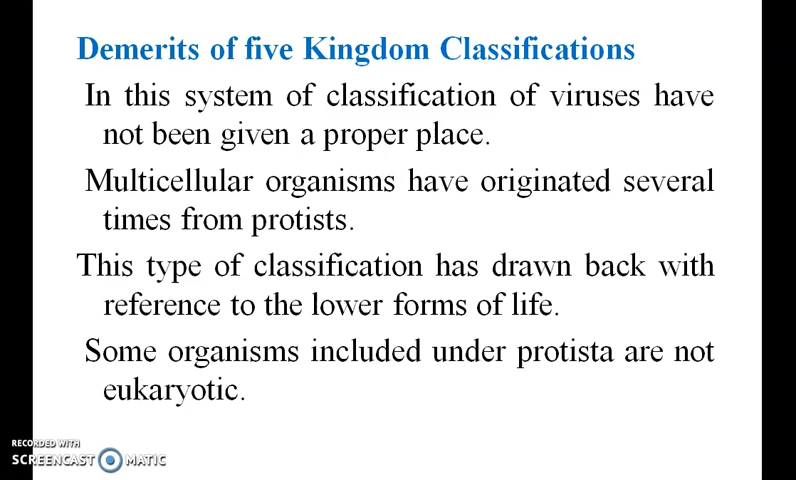 Demerits of five Kingdom Classifications
In this system of classification of viruses have
not been given a proper place.
Multicellular organisms have originated several
times from protists.
This type of classification has drawn back with
reference to the lower forms of life.
Some organisms included under protista are not
eukaryotic.
RECORDED WITH
SCREENCAST MATIC